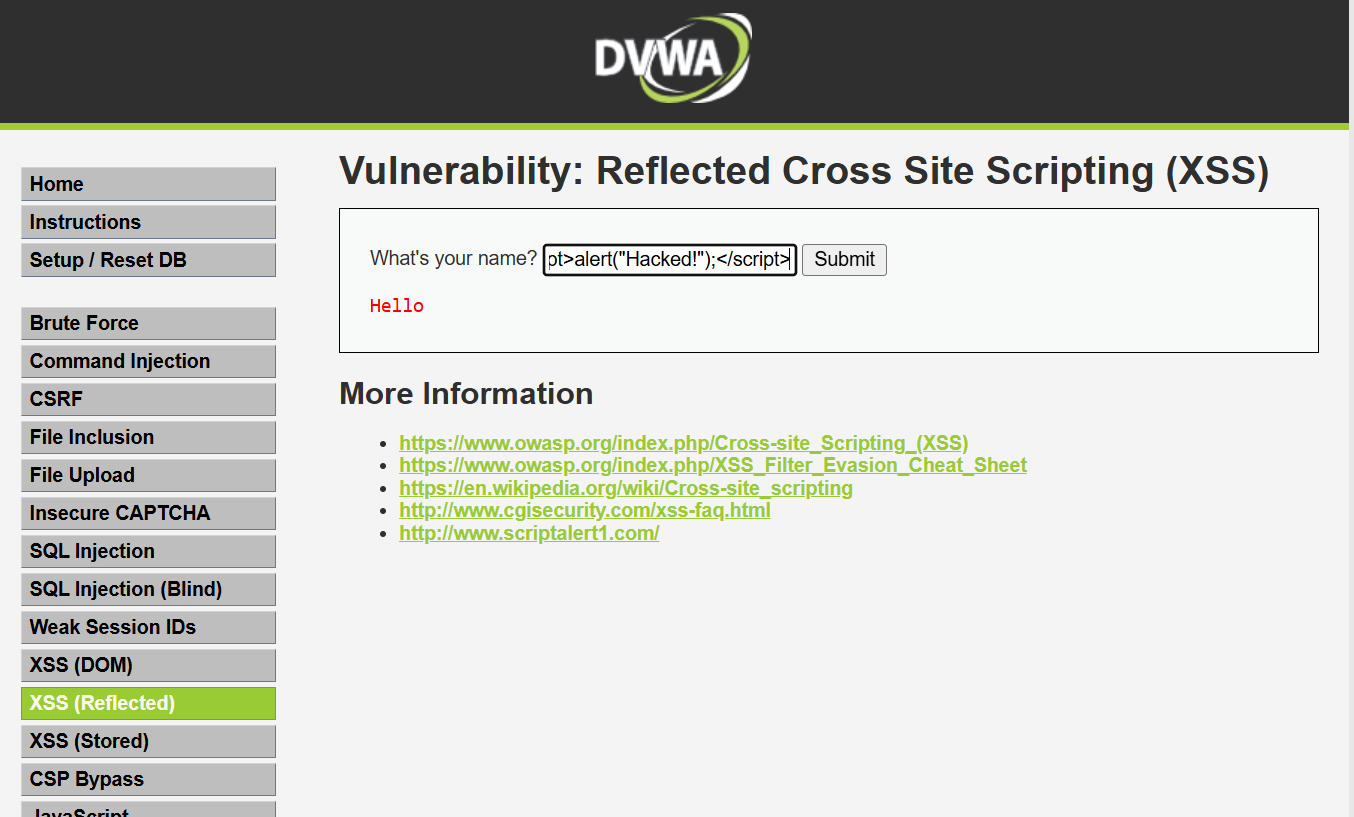 DVWA
Vulnerability: Reflected Cross Site Scripting (XSS)
Home
Instructions
Setup / Reset DB
Brute Force
Command Injection
CSRF
File Inclusion
File Upload
Insecure CAPTCHA
SQL Injection
SQL Injection (Blind)
Weak Session IDs
XSS (DOM)
XSS (Reflected)
XSS (Stored)
CSP Bypass
JavaScript
What's your name? pt>alert("Hacked!");</script> Submit
Hello
More Information
https://www.owasp.org/index.php/Cross-site_Scripting_(XSS)
https://www.owasp.org/index.php/XSS_Filter_Evasion_Cheat_Sheet
https://en.wikipedia.org/wiki/Cross-site_scripting
http://www.cgisecurity.com/xss-faq.html
http://www.scriptalert1.com/